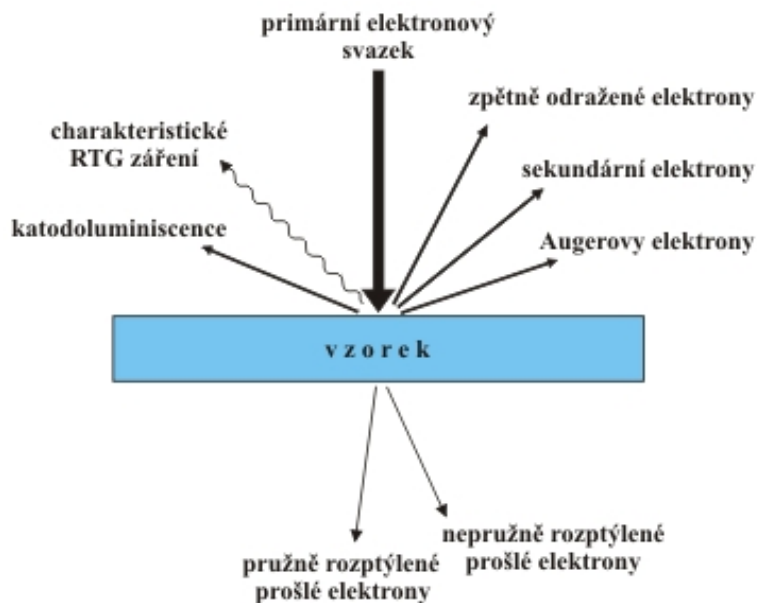 primární elektronový
svazek
zpětně odražené elektrony
charakteristické
RTG záření
sekundární elektrony
katodoluminiscence
Augerovy elektrony
vzorek
nepružně rozptýlené
prošlé elektrony
pružně rozptýlené
prošlé elektrony